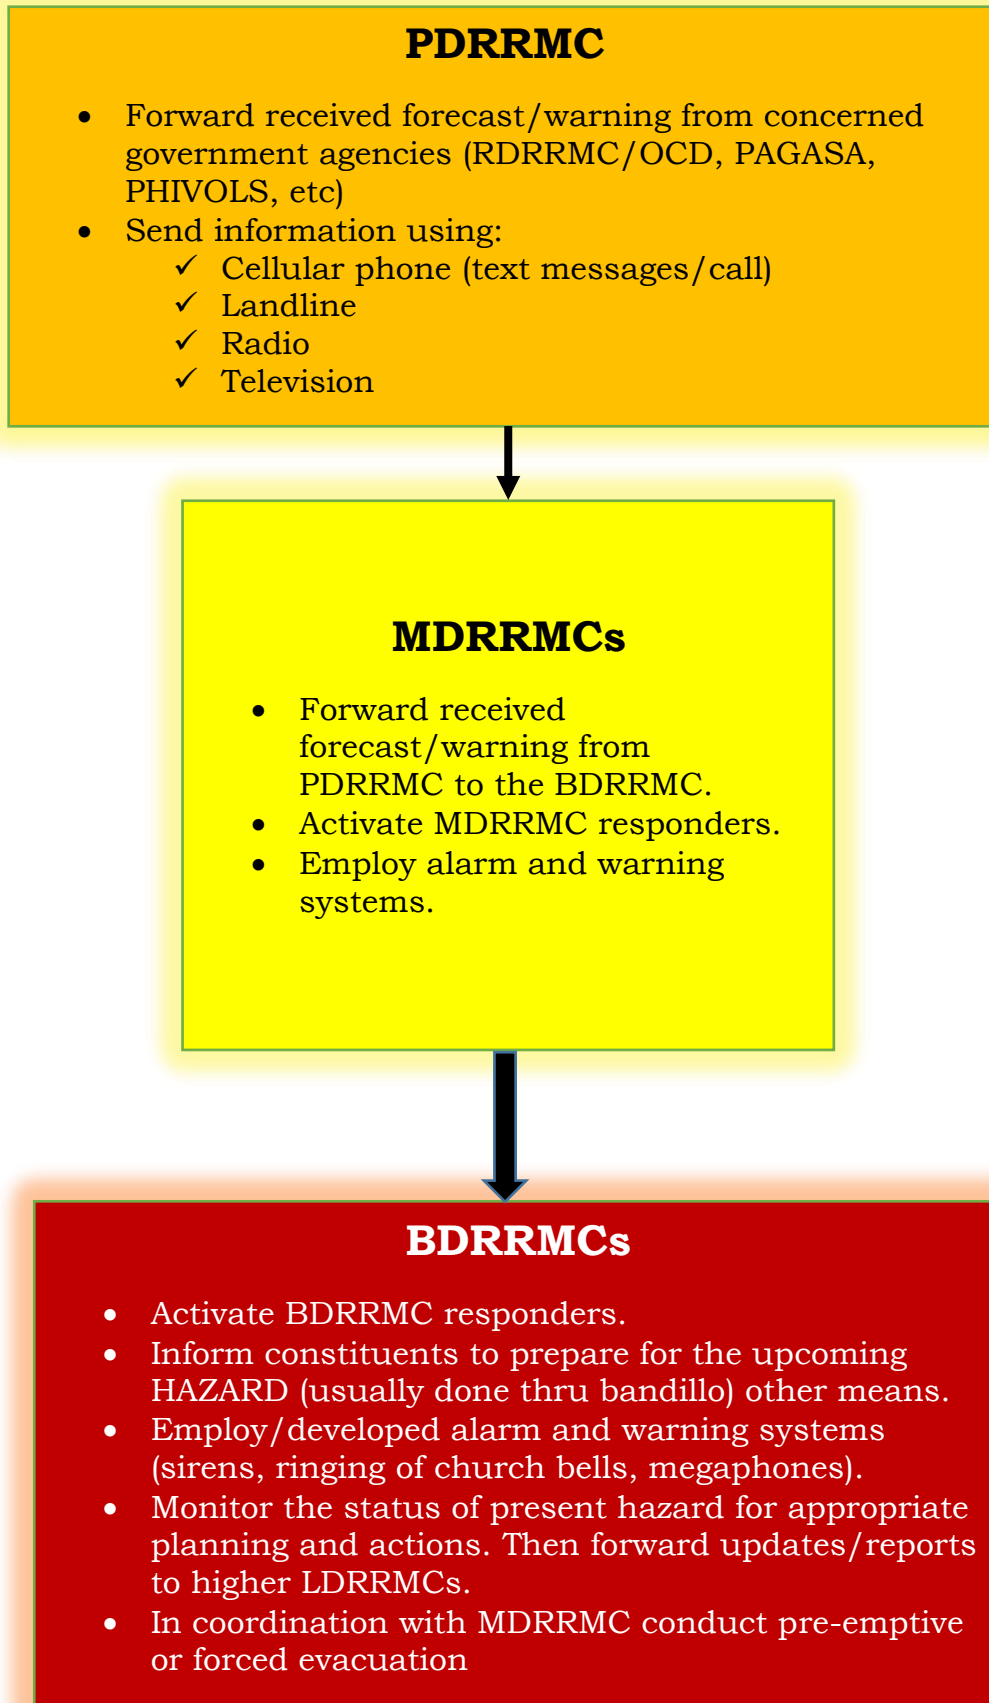 PDRRMC
• Forward received forecast/warning from concerned
government agencies (RDRRMC/OCD, PAGASA,
PHIVOLS, etc)
• Send information using:
✓ Cellular phone (text messages/call)
✓ Landline
✓ Radio
✓ Television
MDRRMCs
• Forward received
forecast/warning from
PDRRMC to the BDRRMC.
• Activate MDRRMC responders.
• Employ alarm and warning
systems.
BDRRMCs
• Activate BDRRMC responders.
• Inform constituents to prepare for the upcoming
HAZARD (usually done thru bandillo) other means.
• Employ/developed alarm and warning systems
(sirens, ringing of church bells, megaphones).
• Monitor the status of present hazard for appropriate
planning and actions. Then forward updates/reports
to higher LDRRMCs.
• In coordination with MDRRMC conduct pre-emptive
or forced evacuation